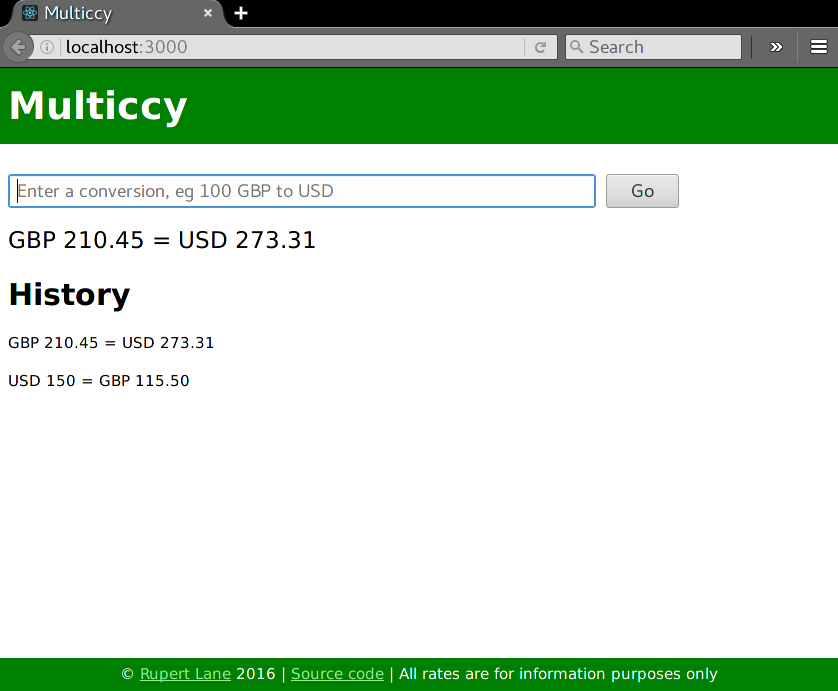 Multiccy
localhost:3000
Search
Multiccy
Enter a conversion, eg 100 GBP to USD
Go
GBP 210.45 = USD 273.31
History
GBP 210.45 = USD 273.31
USD 150 = GBP 115.50
© Rupert Lane 2016 | Source code | All rates are for information purposes only